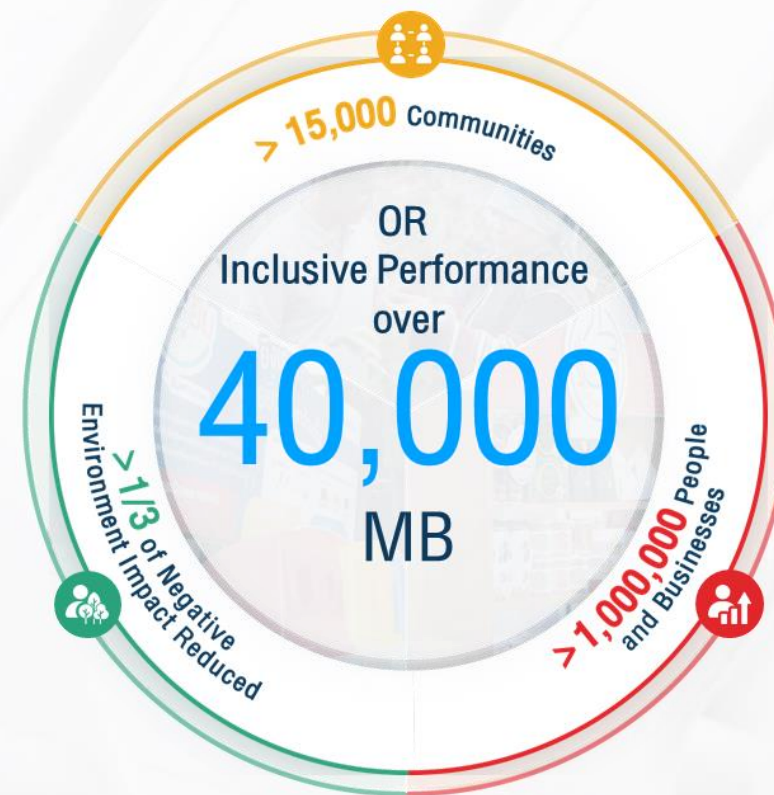 > 15,000 Communities
OR
Inclusive Performance
over
40,000
MB
> 1/3 of Negative
Environment Impact Reduced
> 1,000,000 People
and Businesses